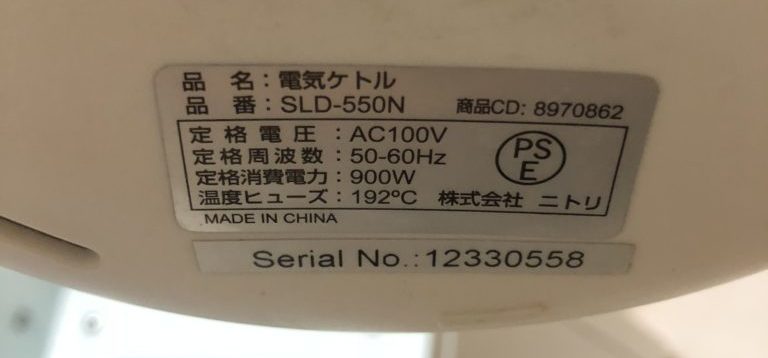 品 名：電気ケトル
品 番：SLD-550N 商品CD: 8970862
定格電圧：AC100V
定格周波数：50-60Hz
定格消費電力：900W
温度ヒューズ：192℃ 株式会社 ニトリ
PS
E
MADE IN CHINA
Serial No.:12330558